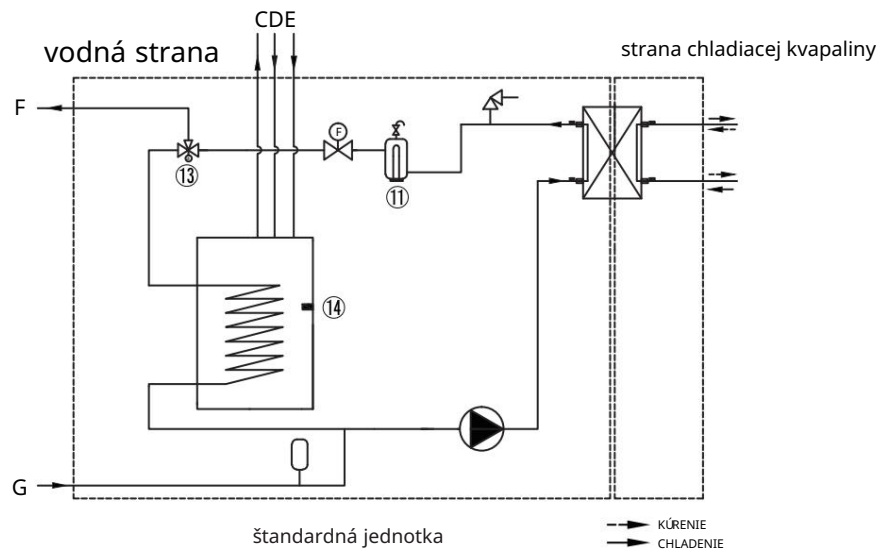 CDE
vodná strana
strana chladiacej kvapaliny
F
F
⑬
⑪
⑭
G
štandardná jednotka
KÚRENIE
CHLADENIE